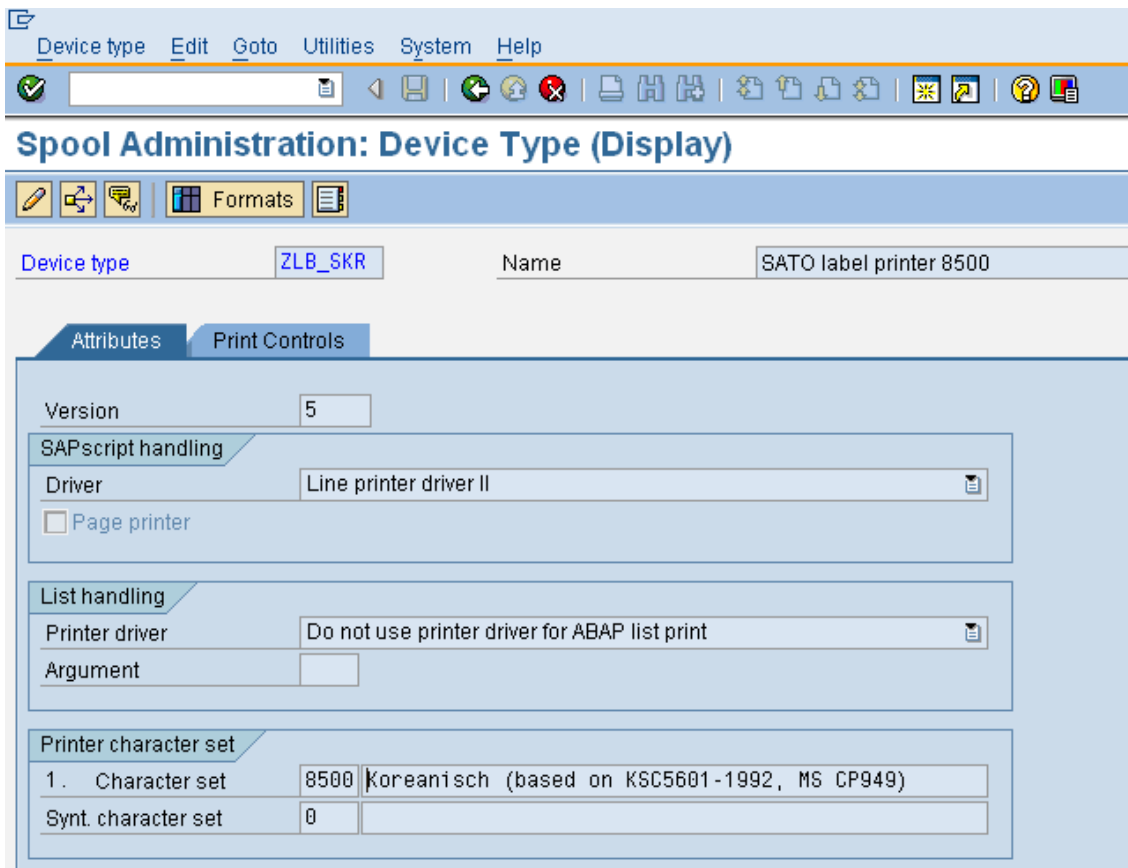 Device type Edit Goto Utilities System Help
Spool Administration: Device Type (Display)
Formats
Device type ZLB_SKR Name SATO label printer 8500
Attributes Print Controls
Version 5
SAPscript handling
Driver Line printer driver II
Page printer
List handling
Printer driver Do not use printer driver for ABAP list print
Argument
Printer character set
1. Character set 8500 Koreanisch (based on KSC5601-1992, MS CP949)
Synt. character set 0